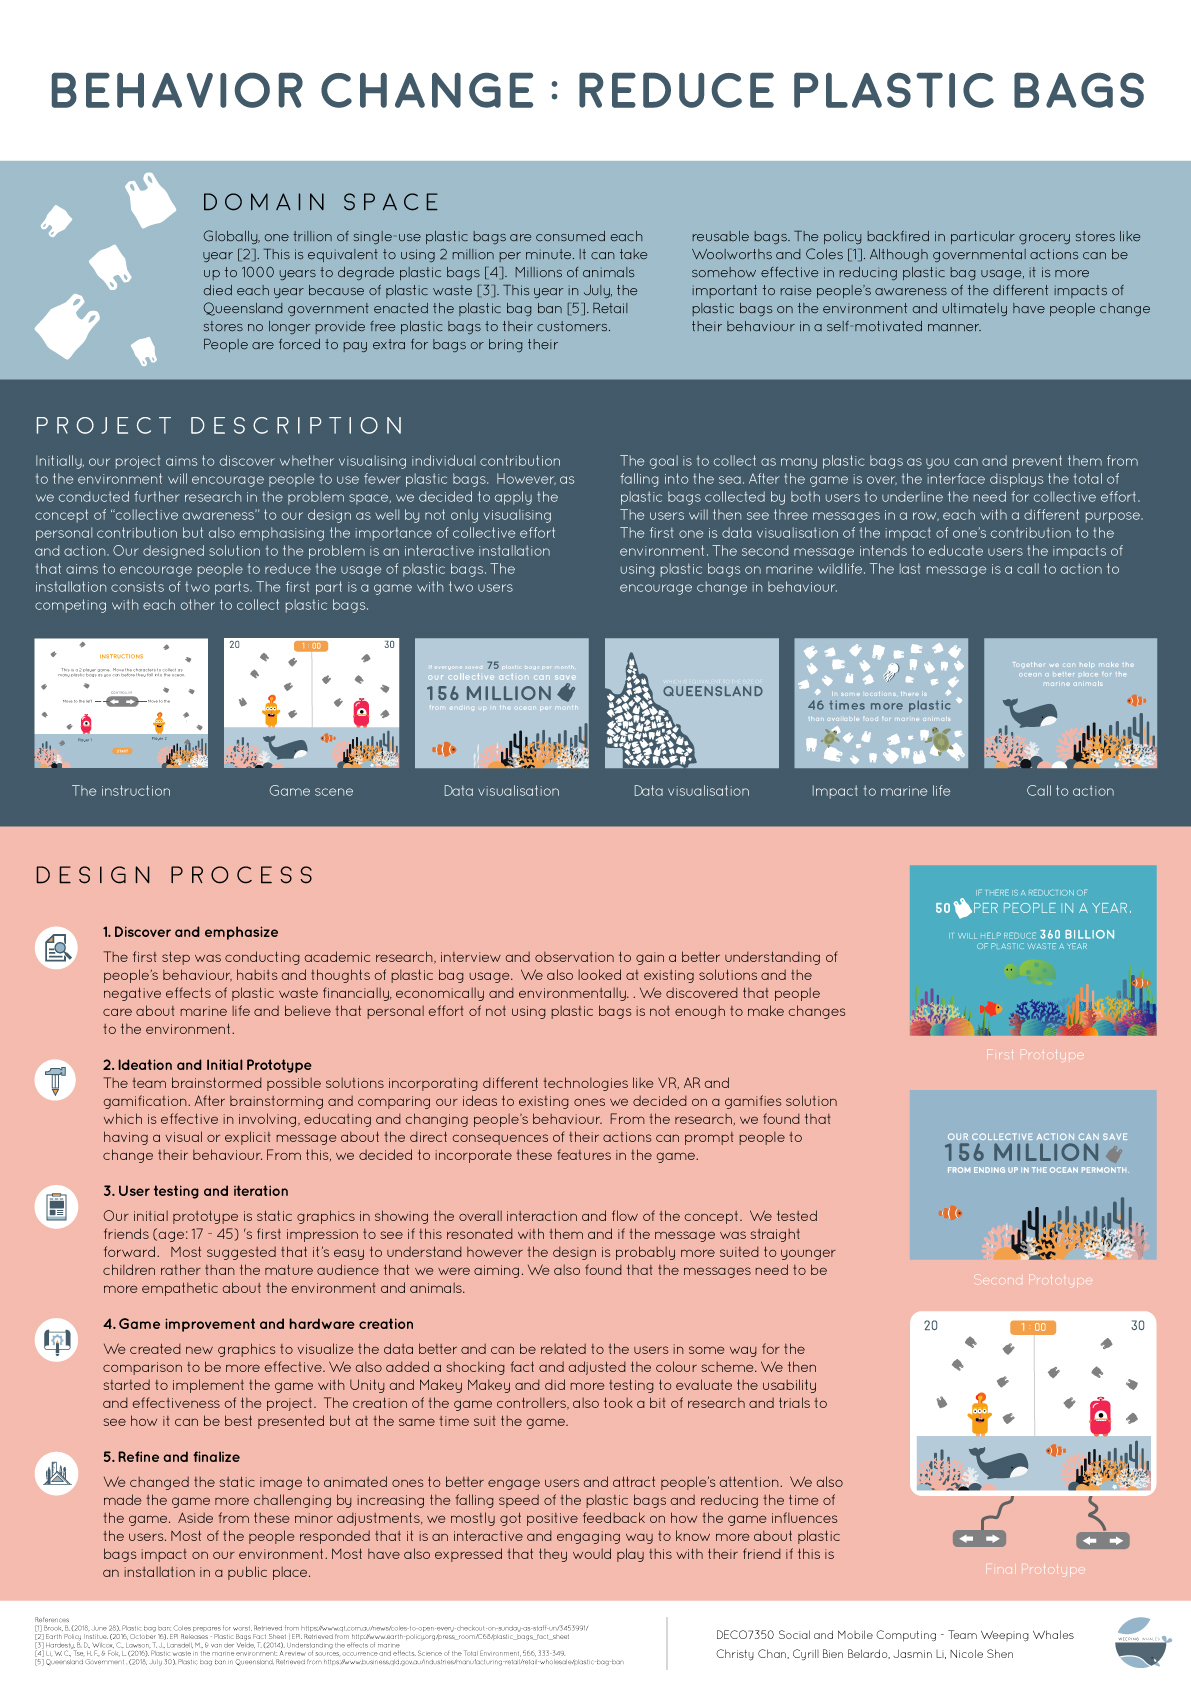 BEHAVIOR CHANGE : REDUCE PLASTIC BAGS
DOMAIN SPACE
Globally, one trillion of single-use plastic bags are consumed each
year [2]. This is equivalent to using 2 million per minute. It can take
up to 1000 years to degrade plastic bags [4]. Millions of animals
died each year because of plastic waste [3]. This year in July, the
Queensland government enacted the plastic bag ban [5]. Retail
stores no longer provide free plastic bags to their customers.
People are forced to pay extra for bags or bring their
reusable bags. The policy backfired in particular grocery stores like
Woolworths and Coles [1]. Although governmental actions can be
somehow effective in reducing plastic bag usage, it is more
important to raise people's awareness of the different impacts of
plastic bags on the environment and ultimately have people change
their behaviour in a self-motivated manner.
PROJECT DESCRIPTION
Initially, our project aims to discover whether visualising individual contribution
to the environment will encourage people to use fewer plastic bags. However, as
we conducted further research in the problem space, we decided to apply the
concept of "collective awareness" to our design as well by not only visualising
personal contribution but also emphasising the importance of collective effort
and action. Our designed solution to the problem is an interactive installation
that aims to encourage people to reduce the usage of plastic bags. The
installation consists of two parts. The first part is a game with two users
competing with each other to collect plastic bags.
The goal is to collect as many plastic bags as you can and prevent them from
falling into the sea. After the game is over, the interface displays the total of
plastic bags collected by both users to underline the need for collective effort.
The users will then see three messages in a row, each with a different purpose.
The first one is data visualisation of the impact of one's contribution to the
environment. The second message intends to educate users the impacts of
using plastic bags on marine wildlife. The last message is a call to action to
encourage change in behaviour.
INSTRUCTIONS
This is a 2 player game. Move the characters to collect as
many plastic bags as you can before they fall into the ocean.
Move to the left
Move to the
Player 1
Player 2
START
20
1 : 00
30
If everyone saved 75 plastic bags per month,
our collective action can save
156 MILLION
from ending up in the ocean per month
WHICH IS EQUIVALENT TO THE SIZE OF
QUEENSLAND
In some locations, there is
46 times more plastic
than available food for marine animals
Together we can help make the
ocean a better place for the
marine animals
The instruction
Game scene
Data visualisation
Data visualisation
Impact to marine life
Call to action
DESIGN PROCESS
1. Discover and emphasize
The first step was conducting academic research, interview and observation to gain a better understanding of
people's behaviour, habits and thoughts of plastic bag usage. We also looked at existing solutions and the
negative effects of plastic waste financially, economically and environmentally. . We discovered that people
care about marine life and believe that personal effort of not using plastic bags is not enough to make changes
to the environment.
2. Ideation and Initial Prototype
The team brainstormed possible solutions incorporating different technologies like VR, AR and
gamification. After brainstorming and comparing our ideas to existing ones we decided on a gamifies solution
which is effective in involving, educating and changing people's behaviour. From the research, we found that
having a visual or explicit message about the direct consequences of their actions can prompt people to
change their behaviour. From this, we decided to incorporate these features in the game.
3. User testing and iteration
Our initial prototype is static graphics in showing the overall interaction and flow of the concept. We tested
friends (age: 17 - 45) 's first impression to see if this resonated with them and if the message was straight
forward. Most suggested that it's easy to understand however the design is probably more suited to younger
children rather than the mature audience that we were aiming. We also found that the messages need to be
more empathetic about the environment and animals.
4. Game improvement and hardware creation
We created new graphics to visualize the data better and can be related to the users in some way for the
comparison to be more effective. We also added a shocking fact and adjusted the colour scheme. We then
started to implement the game with Unity and Makey Makey and did more testing to evaluate the usability
and effectiveness of the project. The creation of the game controllers, also took a bit of research and trials to
see how it can be best presented but at the same time suit the game.
5. Refine and finalize
We changed the static image to animated ones to better engage users and attract people's attention. We also
made the game more challenging by increasing the falling speed of the plastic bags and reducing the time of
the game. Aside from these minor adjustments, we mostly got positive feedback on how the game influences
the users. Most of the people responded that it is an interactive and engaging way to know more about plastic
bags impact on our environment. Most have also expressed that they would play this with their friend if this is
an installation in a public place.
IF THERE IS A REDUCTION OF
50 PER PEOPLE IN A YEAR.
IT WILL HELP REDUCE 360 BILLION
OF PLASTIC WASTE A YEAR
First Prototype
OUR COLLECTIVE ACTION CAN SAVE
156 MILLION
FROM ENDING UP IN THE OCEAN PERMONTH.
Second Prototype
20
1 : 00
30
Final Prototype
References
[1] Brook, B. (2018, June 28). Plastic bag ban: Coles prepares for worst. Retrieved from https://www.qt.com.au/news/coles-to-open-every-checkout-on-sunday-as-staff-un/3453991/
[2] Earth Policy Institue. (2016, October 16). EPI Releases - Plastic Bags Fact Sheet | EPI. Retrieved from http://www.earth-policy.org/press_room/C68/plastic_bags_fact_sheet
[3] Hardesty, B. D., Wilcox, C., Lawson, T. J., Lansdell, M., & van der Velde, T. (2014). Understanding the effects of marine
[4] Li, W. C., Tse, H. F., & Fok, L. (2016). Plastic waste in the marine environment: A review of sources, occurrence and effects. Science of the Total Environment, 566, 333-349.
[5] Queensland Government . (2018, July 30). Plastic bag ban in Queensland. Retrieved from https://www.business.qld.gov.au/industries/manufacturing-retail/retail-wholesale/plastic-bag-ban
DECO7350 Social and Mobile Computing - Team Weeping Whales
Christy Chan, Cyrill Bien Belardo, Jasmin Li, Nicole Shen
WEEPING WHALES